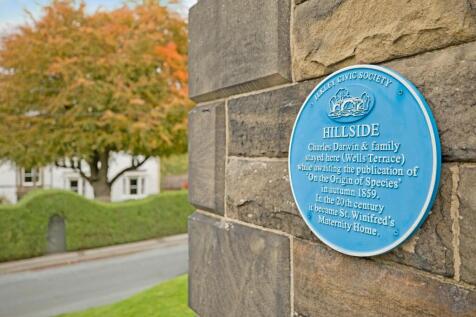 ILKLEY CIVIC SOCIETY
HILLSIDE
Charles Darwin & family
stayed here (Wells Terrace)
while awaiting the publication of
"On the Origin of Species"
in autumn 1859.
In the 20th century
it became St. Winifred's
Maternity Home.